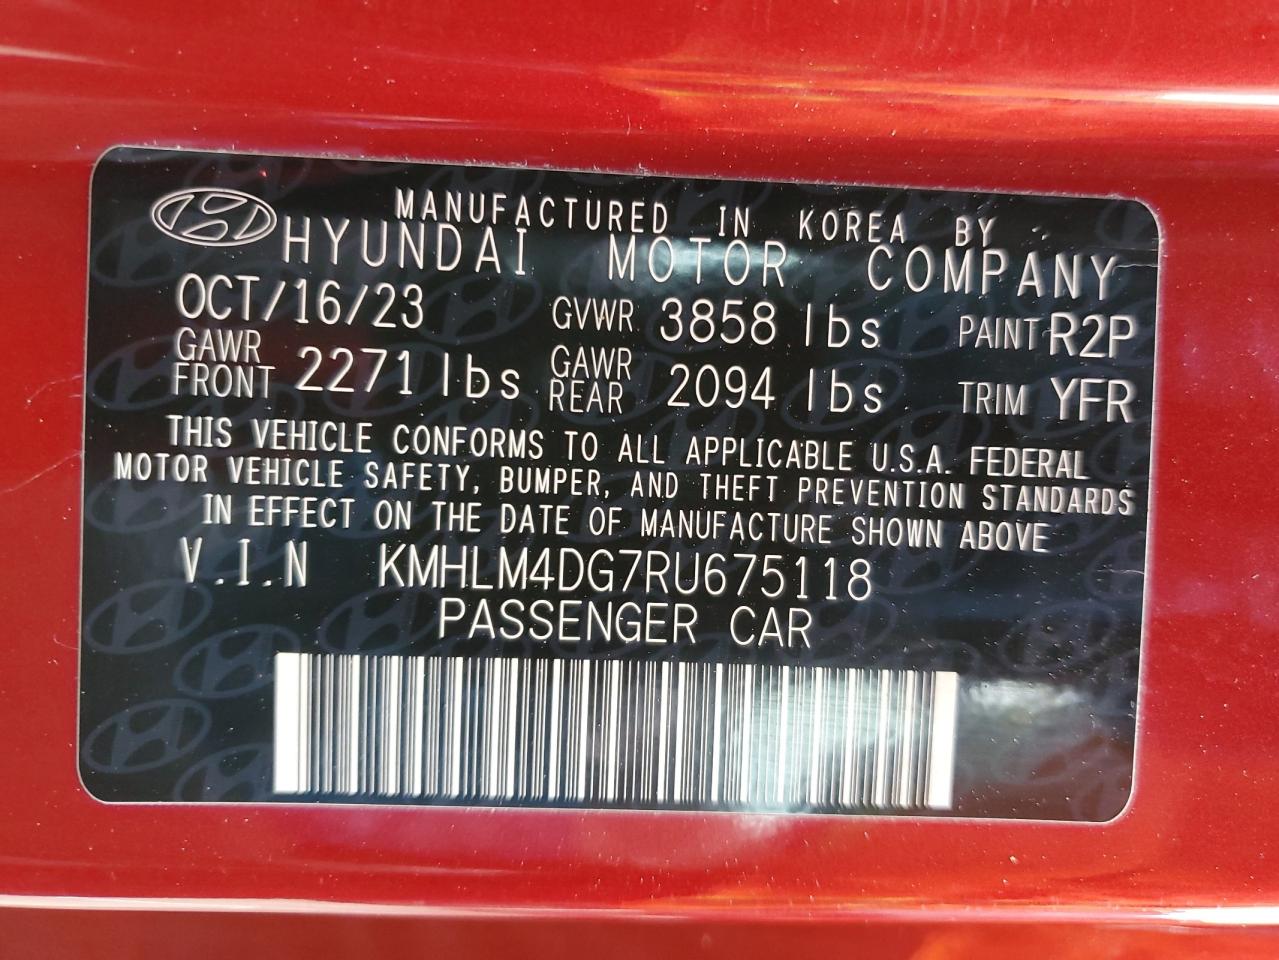 MANUFACTURED IN KOREA BY
HYUNDAI MOTOR COMPANY
OCT/16/23 GVWR 3858 lbs PAINT R2P
GAWR FRONT 2271 lbs GAWR REAR 2094 lbs TRIM YFR
THIS VEHICLE CONFORMS TO ALL APPLICABLE U.S.A. FEDERAL
MOTOR VEHICLE SAFETY, BUMPER, AND THEFT PREVENTION STANDARDS
IN EFFECT ON THE DATE OF MANUFACTURE SHOWN ABOVE
V.I.N KMHLM4DG7RU675118
PASSENGER CAR